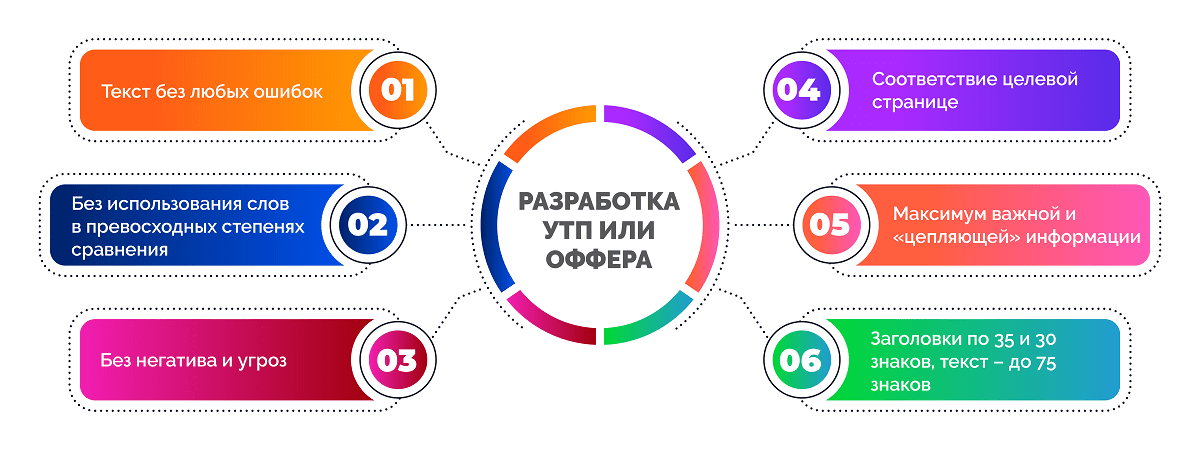 01
Текст без любых ошибок
02
Без использования слов
в превосходных степенях
сравнения
03
Без негатива и угроз
РАЗРАБОТКА
УТП ИЛИ
ОФФЕРА
04
Соответствие целевой
странице
05
Максимум важной и
«цепляющей» информации
06
Заголовки по 35 и 30
знаков, текст – до 75
знаков